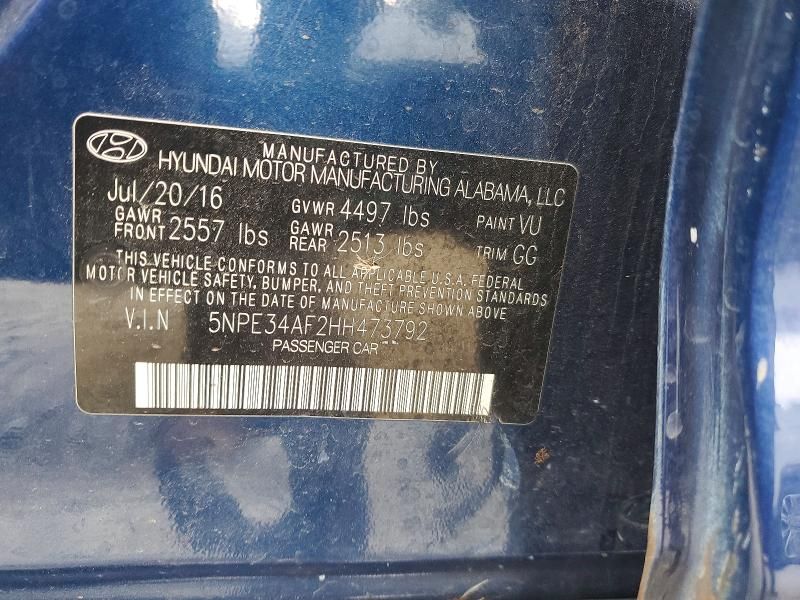 MANUFACTURED BY
HYUNDAI MOTOR MANUFACTURING ALABAMA, LLC
Jul/20/16 GVWR 4497 lbs PAINT VU
GAWR FRONT 2557 lbs GAWR REAR 2513 lbs TRIM GG
THIS VEHICLE CONFORMS TO ALL APPLICABLE U.S.A. FEDERAL
MOTOR VEHICLE SAFETY, BUMPER, AND THEFT PREVENTION STANDARDS
IN EFFECT ON THE DATE OF MANUFACTURE SHOWN ABOVE
V.I.N 5NPE34AF2HH473792
PASSENGER CAR